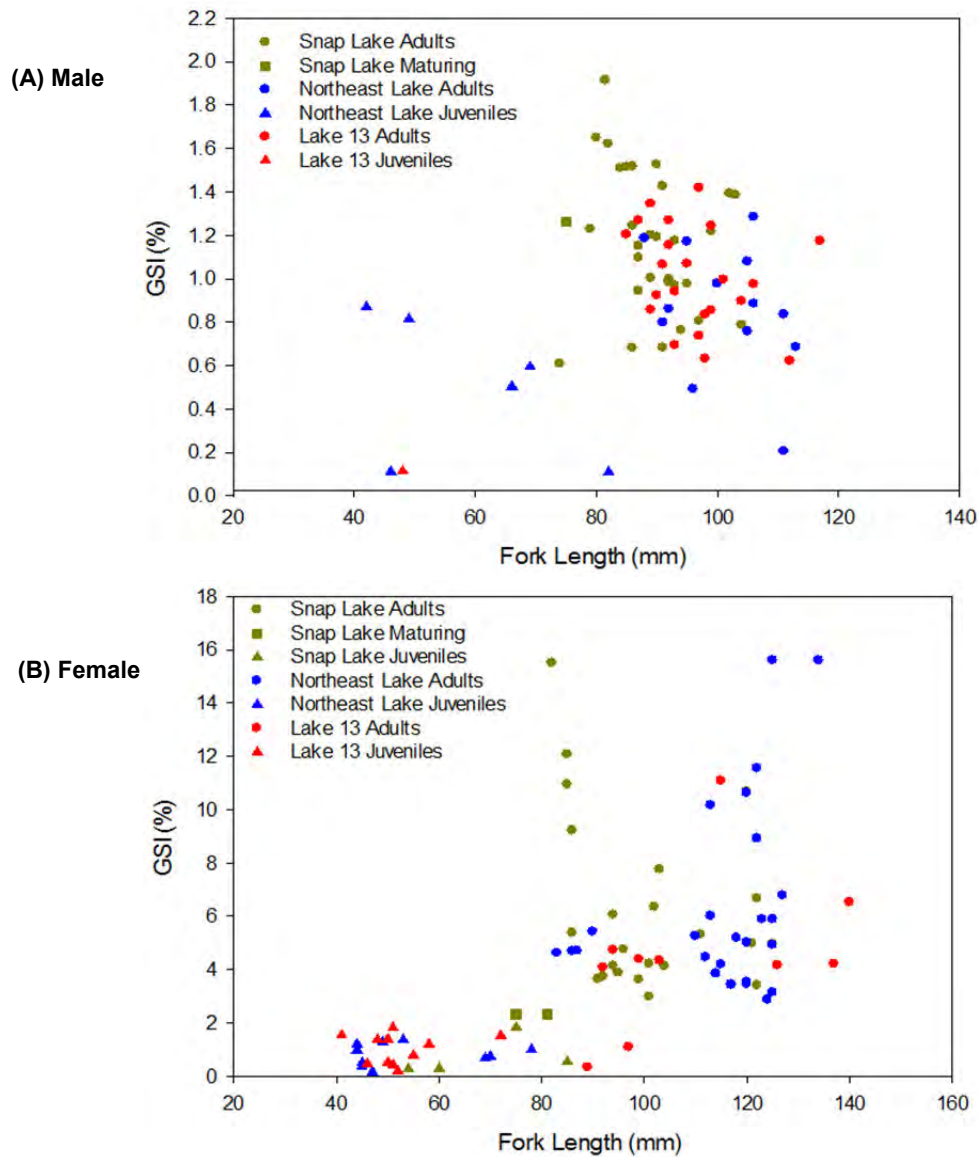 (A) Male
Snap Lake Adults
Snap Lake Maturing
Northeast Lake Adults
Northeast Lake Juveniles
Lake 13 Adults
Lake 13 Juveniles
GSI (%)
2.2
2.0
1.8
1.6
1.4
1.2
1.0
0.8
0.6
0.4
0.2
0.0
20 40 60 80 100 120 140
Fork Length (mm)
(B) Female
Snap Lake Adults
Snap Lake Maturing
Snap Lake Juveniles
Northeast Lake Adults
Northeast Lake Juveniles
Lake 13 Adults
Lake 13 Juveniles
GSI (%)
18
16
14
12
10
8
6
4
2
0
20 40 60 80 100 120 140 160
Fork Length (mm)